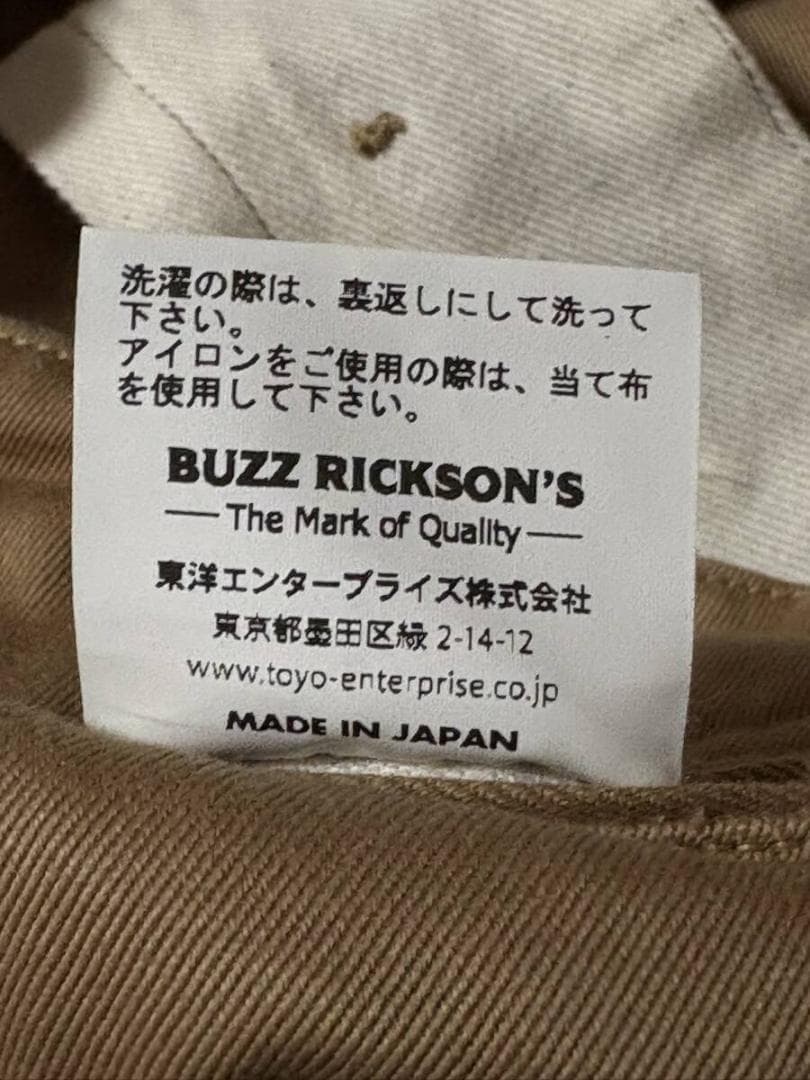 洗濯の際は、裏返しにして洗って
下さい。
アイロンをご使用の際は、当て布
を使用して下さい。
BUZZ RICKSON'S
The Mark of Quality
東洋エンタープライズ株式会社
東京都墨田区緑 2-14-12
www.toyo-enterprise.co.jp
MADE IN JAPAN